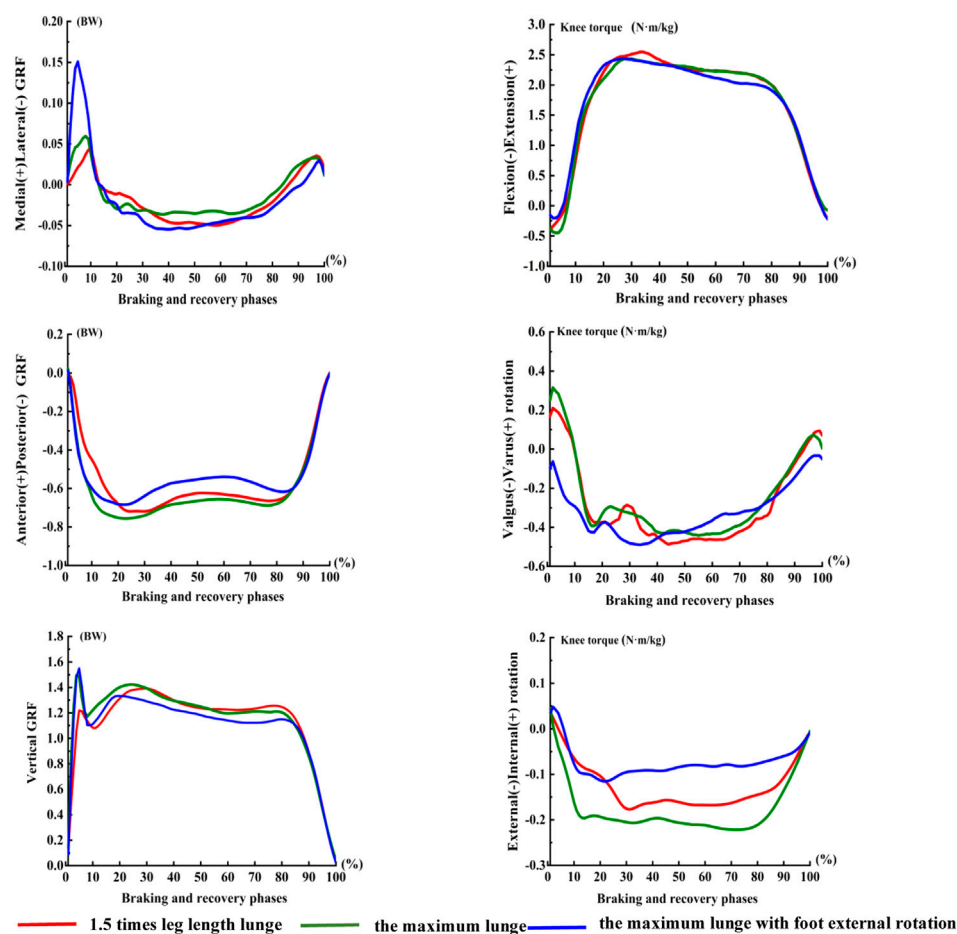 (BW)
Medial(+)Lateral(-) GRF
0.20
0.15
0.10
0.05
0.00
-0.05
-0.10
0 10 20 30 40 50 60 70 80 90 100
(%)
Braking and recovery phases
Knee torque (N·m/kg)
Flexion(-)Extension(+)
3.0
2.5
2.0
1.5
1.0
0.5
0.0
-0.5
-1.0
0 10 20 30 40 50 60 70 80 90 100
(%)
Braking and recovery phases
(BW)
Anterior(+)Posterior(-) GRF
0.2
0.0
-0.2
-0.4
-0.6
-0.8
-1.0
0 10 20 30 40 50 60 70 80 90 100
(%)
Braking and recovery phases
Knee torque (N·m/kg)
Valgus(-)Varus(+) rotation
0.6
0.4
0.2
0.0
-0.2
-0.4
-0.6
0 10 20 30 40 50 60 70 80 90 100
(%)
Braking and recovery phases
(BW)
Vertical GRF
1.8
1.6
1.4
1.2
1.0
0.8
0.6
0.4
0.2
0.0
0 10 20 30 40 50 60 70 80 90 100
(%)
Braking and recovery phases
Knee torque (N·m/kg)
External(-)Internal(+) rotation
0.2
0.1
0.0
-0.1
-0.2
-0.3
0 10 20 30 40 50 60 70 80 90 100
(%)
Braking and recovery phases
1.5 times leg length lunge the maximum lunge the maximum lunge with foot external rotation